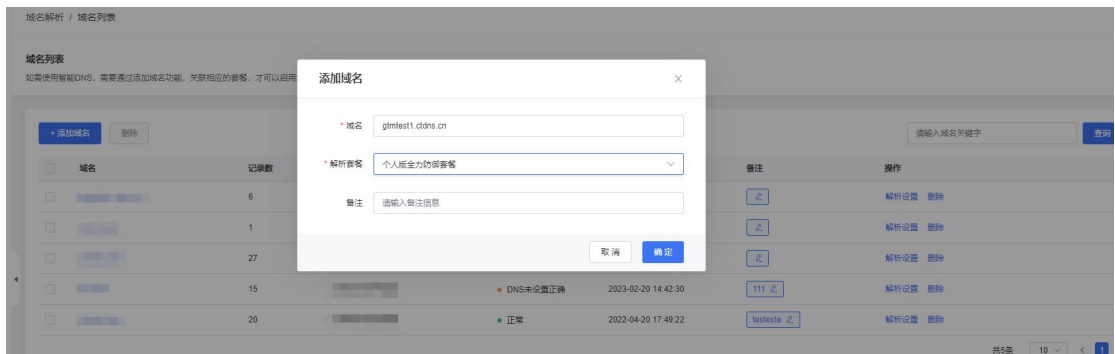 域名解析 / 域名列表
域名列表
如需使用智能DNS，需要通过添加域名功能，关联相应的套餐，才可以启用
添加域名
* 域名 gtmtest1.ctdns.cn
* 解析套餐 个人版全力防御套餐
备注 请输入备注信息
取消 确定
+ 添加域名 删除 请输入域名关键字 查询
域名 记录数 备注 操作
6 解析设置 删除
1 解析设置 删除
27 解析设置 删除
15 DNS未设置正确 2023-02-20 14:42:30 111 解析设置 删除
20 正常 2022-04-20 17:49:22 testeste 解析设置 删除
共5条 10 < 1